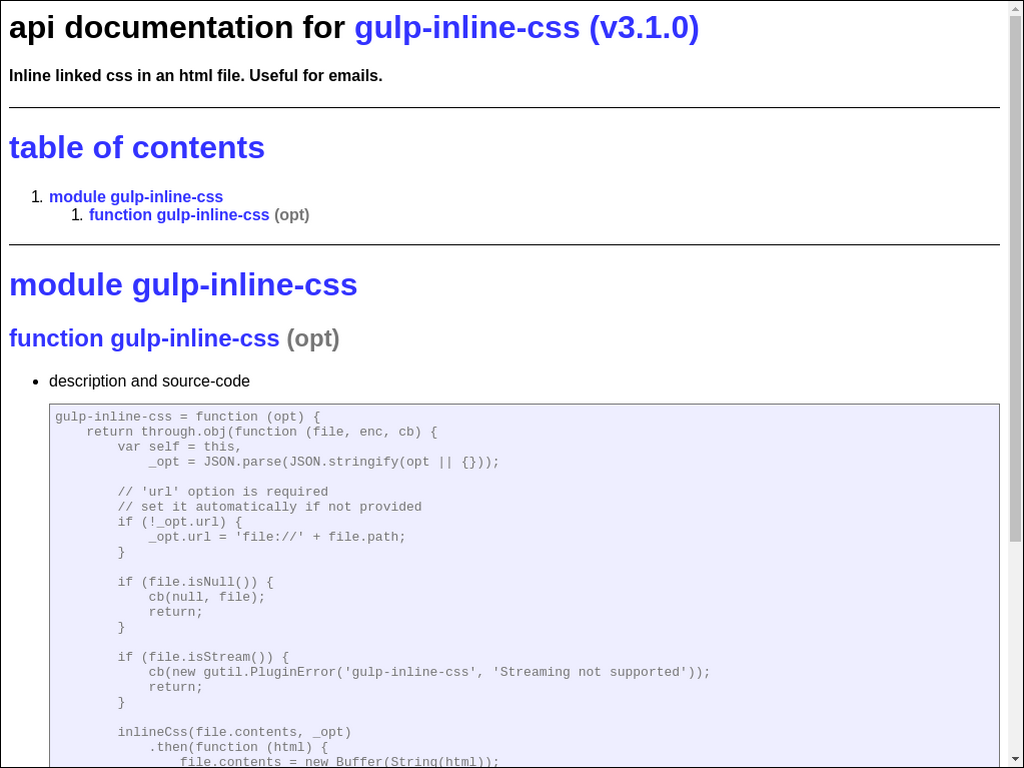 api documentation for gulp-inline-css (v3.1.0)
Inline linked css in an html file. Useful for emails.
table of contents
1. module gulp-inline-css
1. function gulp-inline-css (opt)
module gulp-inline-css
function gulp-inline-css (opt)
• description and source-code
gulp-inline-css = function (opt) {
    return through.obj(function (file, enc, cb) {
        var self = this,
            _opt = JSON.parse(JSON.stringify(opt || {}));

        // 'url' option is required
        // set it automatically if not provided
        if (!_opt.url) {
            _opt.url = 'file://' + file.path;
        }

        if (file.isNull()) {
            cb(null, file);
            return;
        }

        if (file.isStream()) {
            cb(new gutil.PluginError('gulp-inline-css', 'Streaming not supported'));
            return;
        }

        inlineCss(file.contents, _opt)
            .then(function (html) {
                file.contents = new Buffer(String(html));